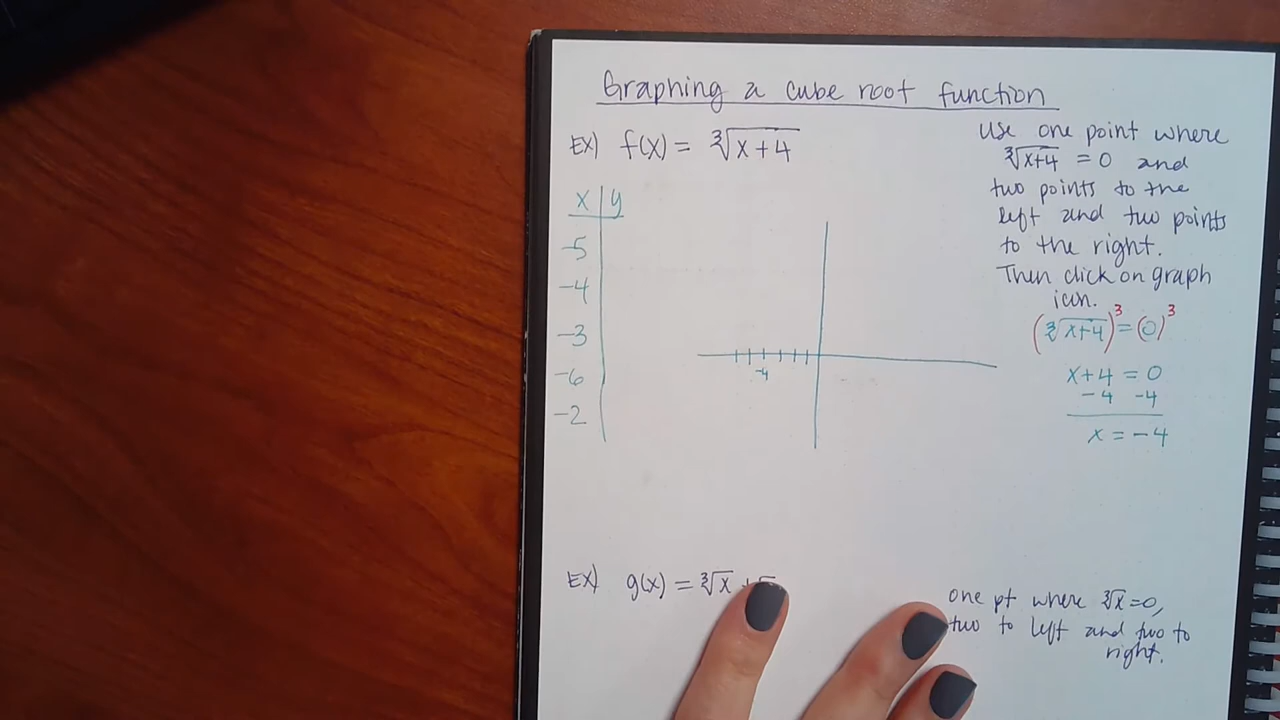 Graphing a cube root function
EX) f(x) = ∛(x+4)
Use one point where
∛(x+4) = 0 and
two points to the
left and two points
to the right.
Then click on graph
icon.
x | y
-5
-4
-3
-6
-2
-4
(∛(x+4))³ = (0)³
x+4 = 0
-4 -4
x = -4
EX) g(x) = ∛x
one pt where ∛x=0,
two to left and two to
right.